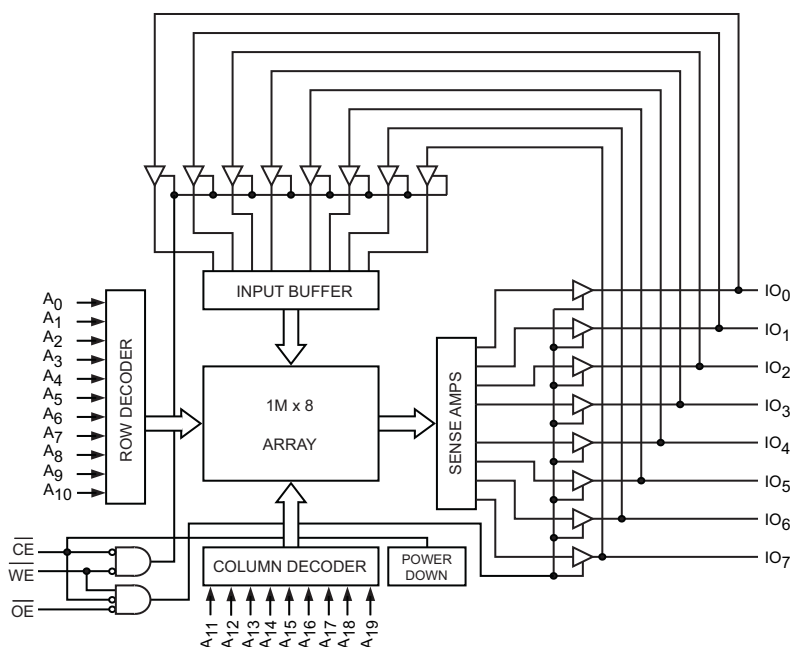 INPUT BUFFER
A0
A1
A2
A3
A4
A5
A6
A7
A8
A9
A10
ROW DECODER
1M x 8
ARRAY
SENSE AMPS
IO0
IO1
IO2
IO3
IO4
IO5
IO6
IO7
CE
WE
OE
COLUMN DECODER
POWER
DOWN
A11
A12
A13
A14
A15
A16
A17
A18
A19